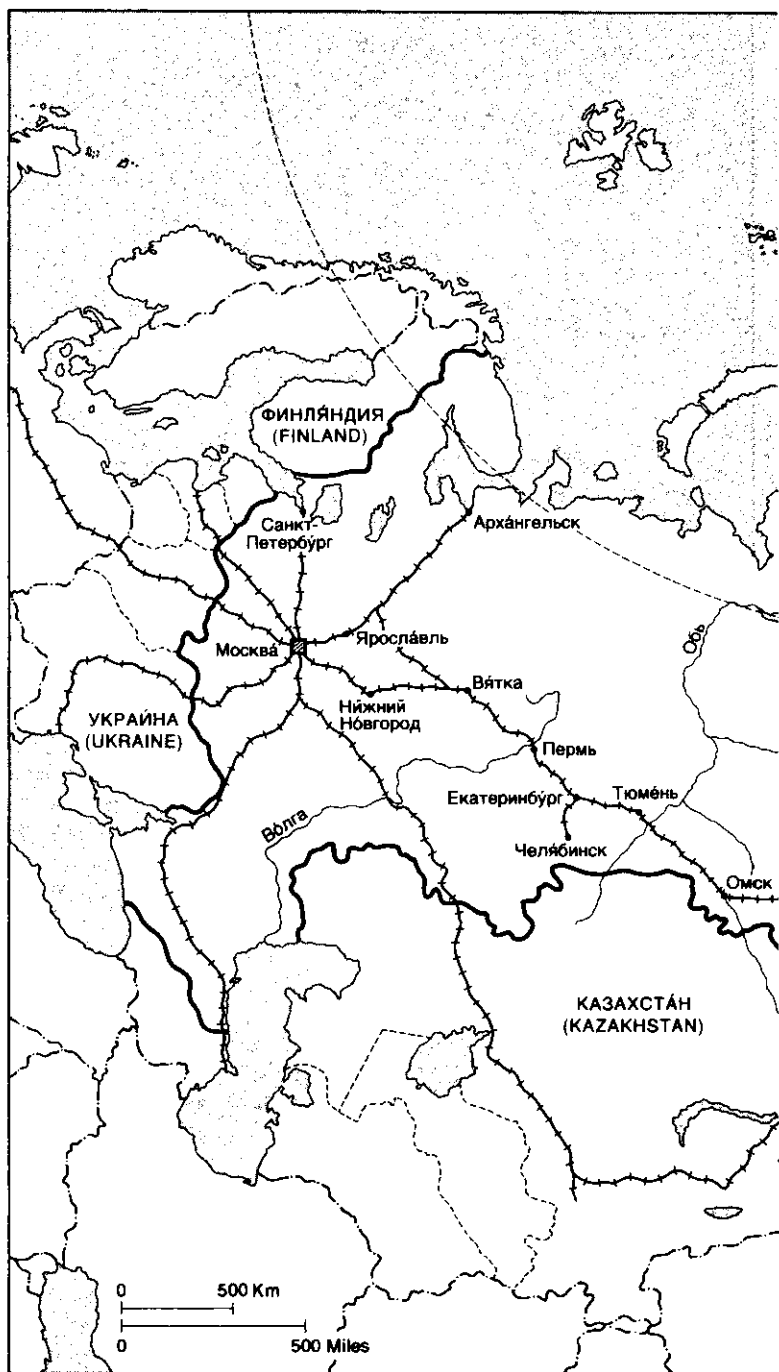 ФИНЛЯ́НДИЯ
(FINLAND)
Санкт-
Петербу́рг
Арха́нгельск
Москва́
Яросла́вль
Обь
Вя́тка
Ни́жний
Но́вгород
УКРАИ́НА
(UKRAINE)
Пермь
Екатеринбу́рг
Тюме́нь
Во́лга
Челя́бинск
Омск
КАЗАХСТА́Н
(KAZAKHSTAN)
0 500 Km
0 500 Miles